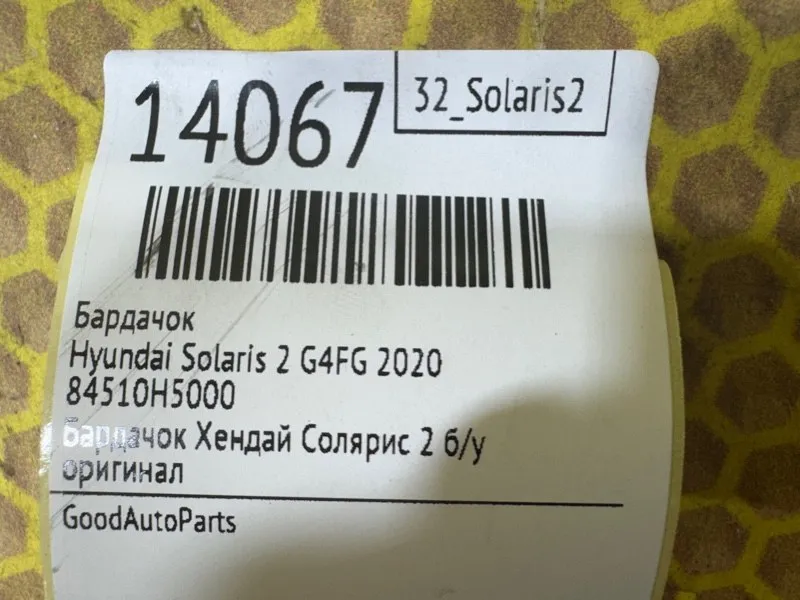 14067
32_Solaris2
Бардачок
Hyundai Solaris 2 G4FG 2020
84510H5000
Бардачок Хендай Солярис 2 б/у
оригинал
GoodAutoParts